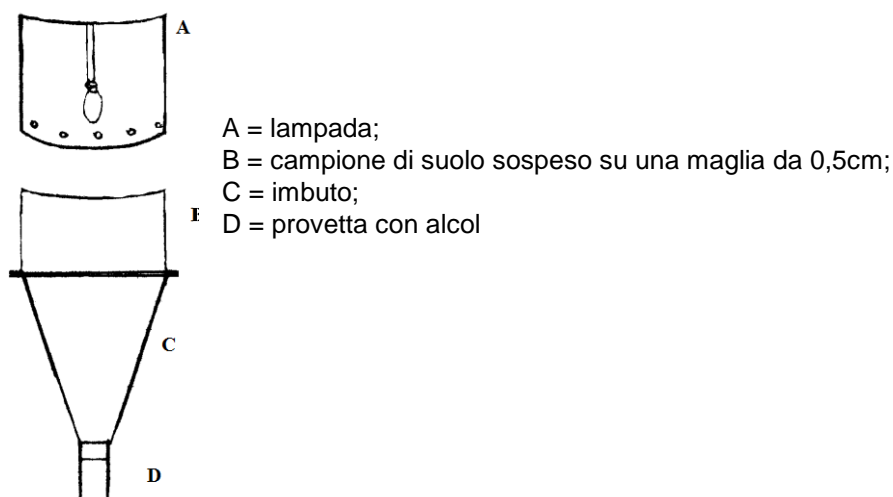 A
A = lampada;
B = campione di suolo sospeso su una maglia da 0,5cm;
C = imbuto;
D = provetta con alcol
C
D